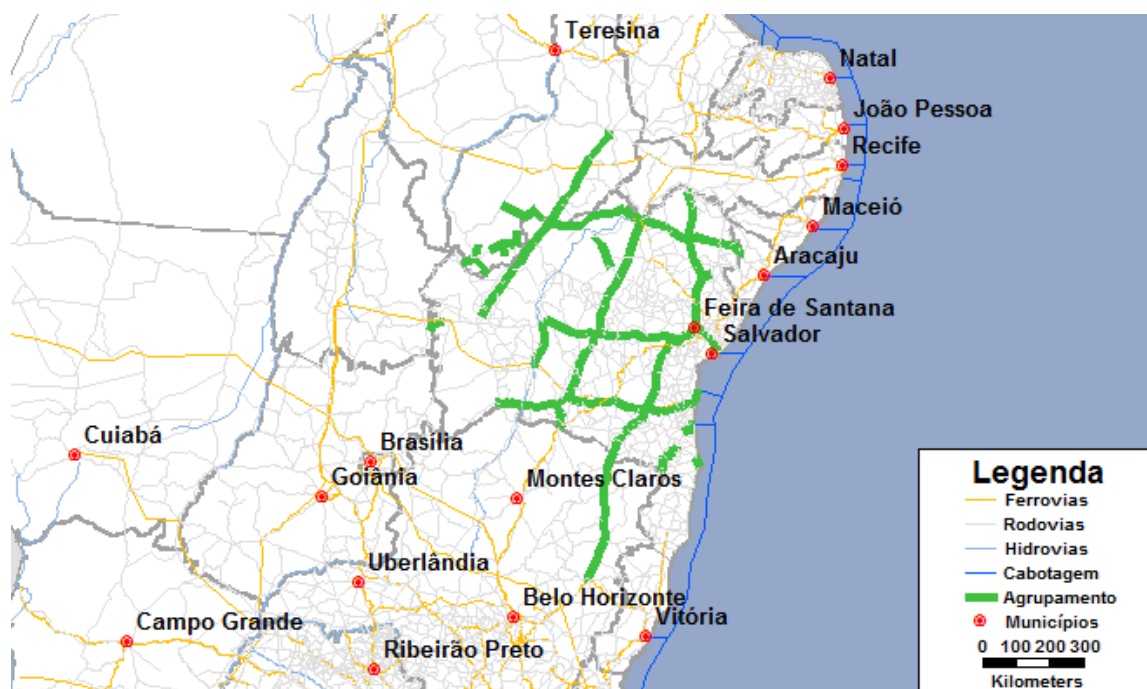 Teresina
Natal
João Pessoa
Recife
Maceió
Aracaju
Feira de Santana
Salvador
Cuiabá
Brasília
Goiânia
Montes Claros
Uberlândia
Belo Horizonte
Vitória
Campo Grande
Ribeirão Preto
Legenda
Ferrovias
Rodovias
Hidrovias
Cabotagem
Agrupamento
Municípios
0 100 200 300
Kilometers